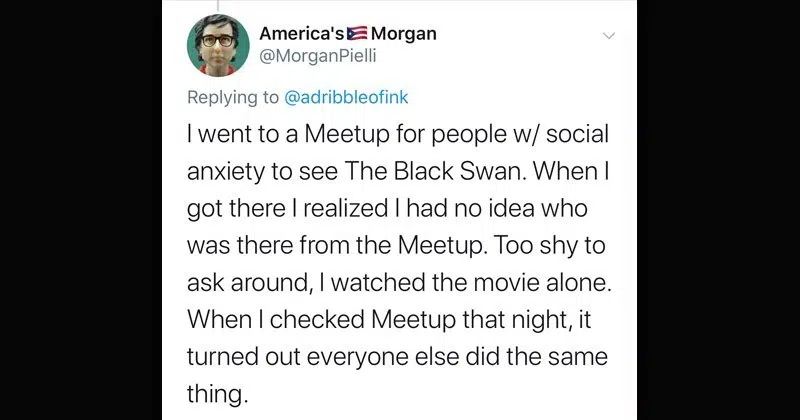 America's🇵🇷Morgan
@MorganPielli
Replying to @adribbleofink
I went to a Meetup for people w/ social
anxiety to see The Black Swan. When I
got there I realized I had no idea who
was there from the Meetup. Too shy to
ask around, I watched the movie alone.
When I checked Meetup that night, it
turned out everyone else did the same
thing.